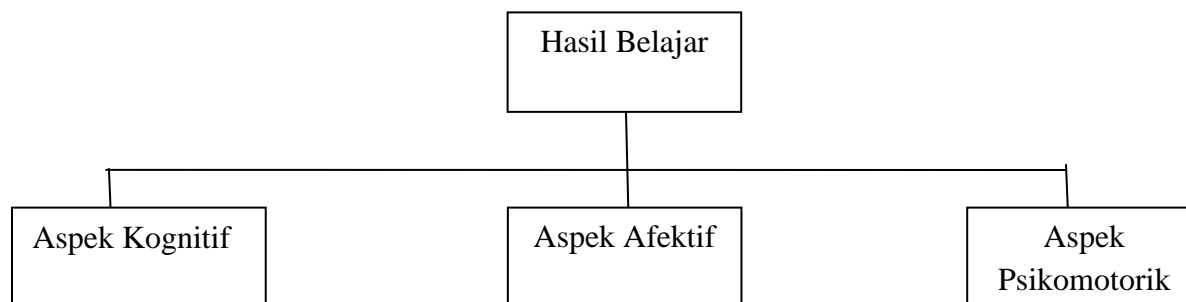 Hasil Belajar
Aspek Kognitif
Aspek Afektif
Aspek
Psikomotorik